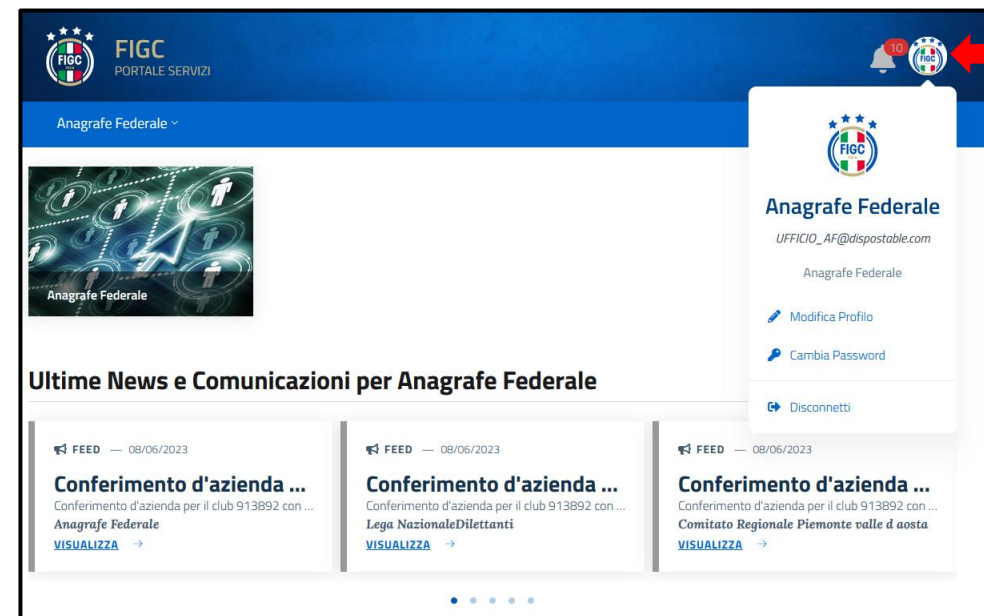 FIGC
FIGC
PORTALE SERVIZI
10
FIGC
Anagrafe Federale
FIGC
Anagrafe Federale
UFFICIO_AF@dispostable.com
Anagrafe Federale
Modifica Profilo
Cambia Password
Disconnetti
Anagrafe Federale
Ultime News e Comunicazioni per Anagrafe Federale
FEED — 08/06/2023
Conferimento d'azienda ...
Conferimento d'azienda per il club 913892 con ...
Anagrafe Federale
VISUALIZZA →
FEED — 08/06/2023
Conferimento d'azienda ...
Conferimento d'azienda per il club 913892 con ...
Lega NazionaleDilettanti
VISUALIZZA →
FEED — 08/06/2023
Conferimento d'azienda ...
Conferimento d'azienda per il club 913892 con ...
Comitato Regionale Piemonte valle d aosta
VISUALIZZA →